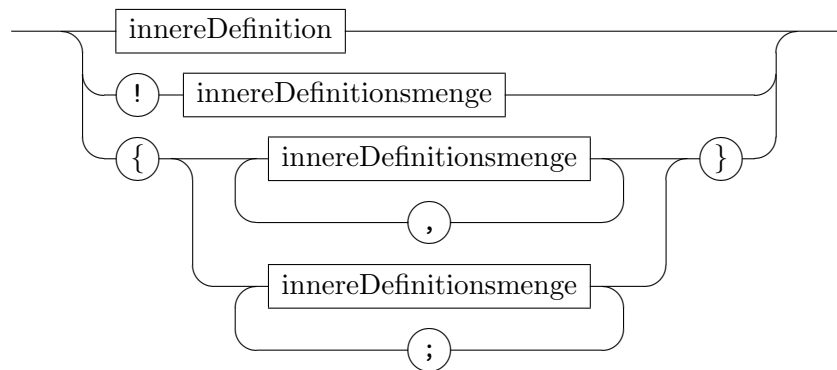 innereDefinition
! innereDefinitionsmenge
{ innereDefinitionsmenge }
,
innereDefinitionsmenge
;